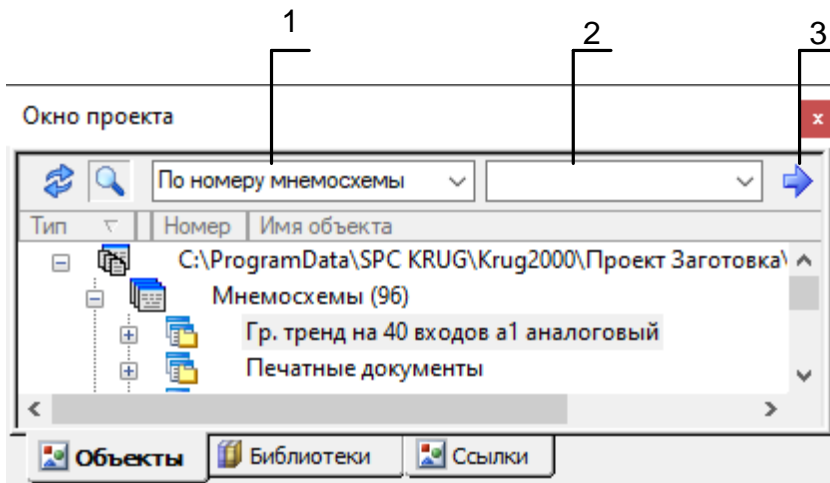 1
2
3
Окно проекта
x
По номеру мнемосхемы
Тип Номер Имя объекта
C:\ProgramData\SPC KRUG\Krug2000\Проект Заготовка\
Мнемосхемы (96)
Гр. тренд на 40 входов а1 аналоговый
Печатные документы
Объекты Библиотеки Ссылки